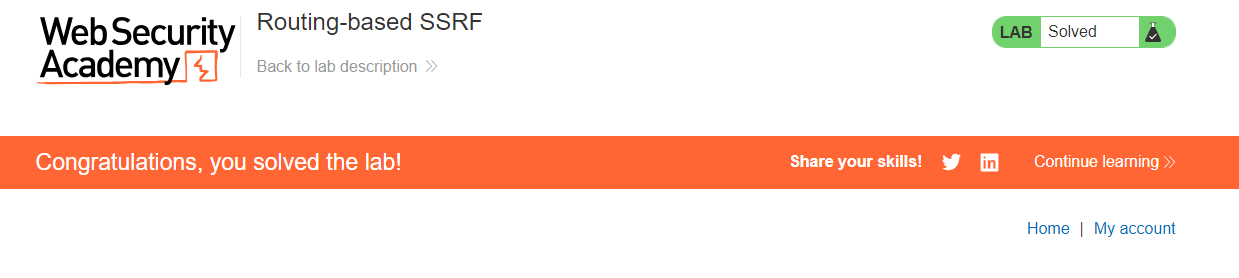 Web Security
Academy
Routing-based SSRF
Back to lab description
LAB Solved
Congratulations, you solved the lab!
Share your skills!
Continue learning
Home | My account